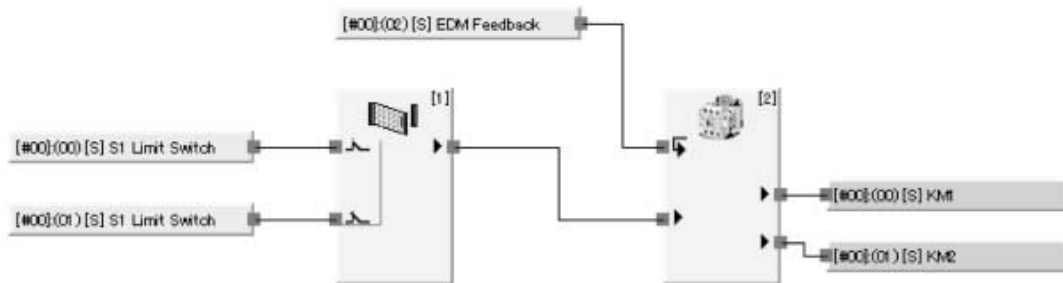 [#00]:(02) [S] EDM Feedback
[1]
[2]
[#00]:(00) [S] S1 Limit Switch
[#00]:(00) [S] KM1
[#00]:(01) [S] S1 Limit Switch
[#00]:(01) [S] KM2